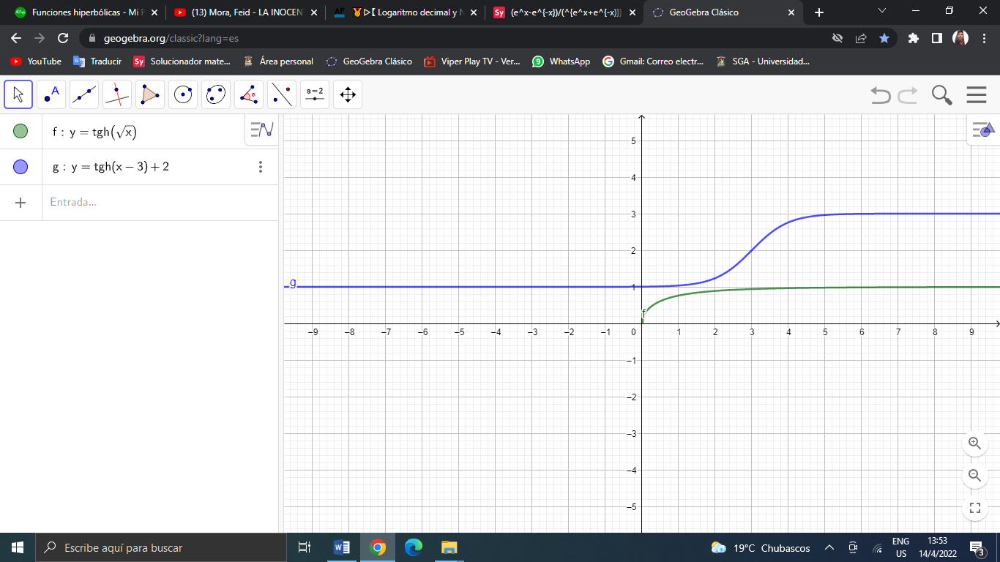 Funciones hiperbólicas - Mi P
(13) Mora, Feid - LA INOCEN
AF
▷【 Logaritmo decimal y N
Sy
(e^x-e^{-x})/(^{e^x+e^{-x}})
GeoGebra Clásico
geogebra.org/classic?lang=es
YouTube
Traducir
Sy
Solucionador mate...
Área personal
GeoGebra Clásico
Viper Play TV - Ver...
9
WhatsApp
Gmail: Correo electr...
SGA - Universidad...
A
α
a=2
f : y = tgh(√x)
g : y = tgh(x − 3) + 2
Entrada...
5
4
3
2
1
g
f
–9 –8 –7 –6 –5 –4 –3 –2 –1 0 1 2 3 4 5 6 7 8 9
–1
–2
–3
–4
–5
Escribe aquí para buscar
19°C Chubascos
ENG
US
13:53
14/4/2022
3